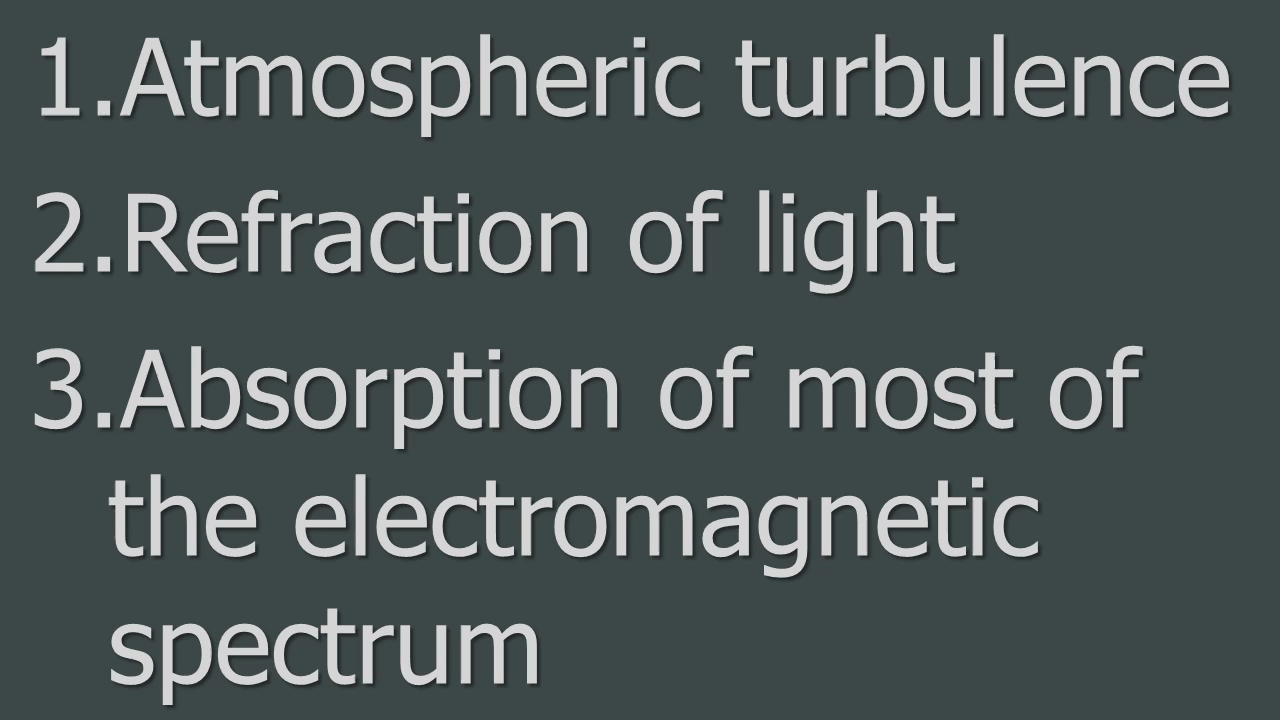 1.Atmospheric turbulence
2.Refraction of light
3.Absorption of most of
the electromagnetic
spectrum